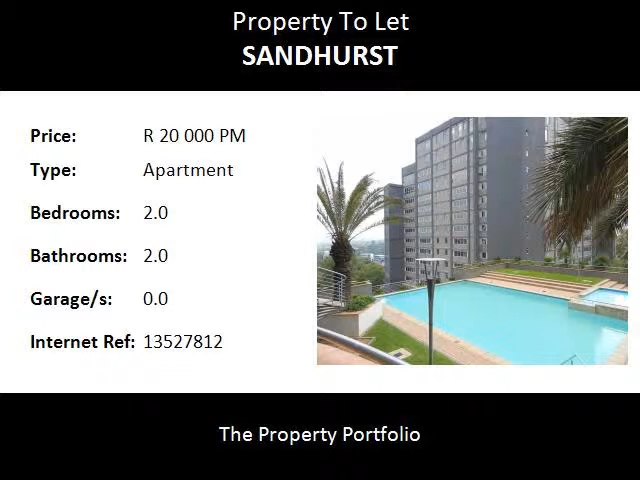 Property To Let
SANDHURST
Price: R 20 000 PM
Type: Apartment
Bedrooms: 2.0
Bathrooms: 2.0
Garage/s: 0.0
Internet Ref: 13527812
The Property Portfolio